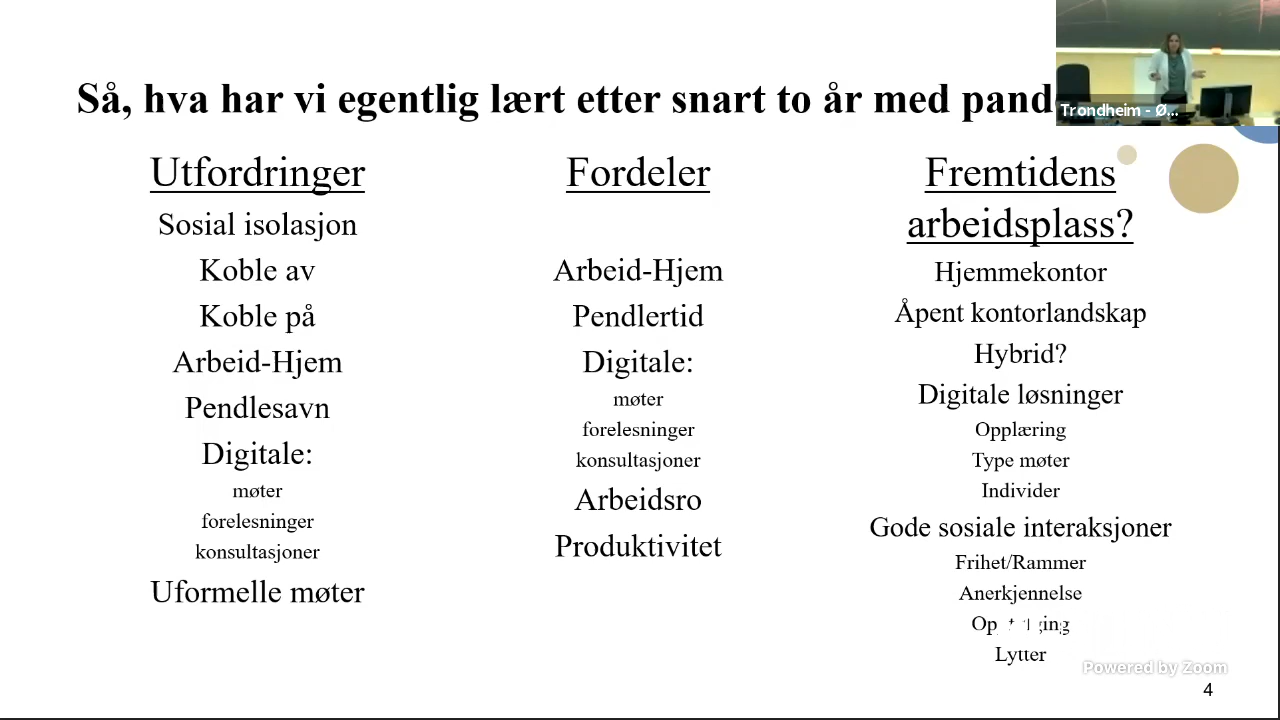 Så, hva har vi egentlig lært etter snart to år med pand
Trondheim - Ø...
Utfordringer
Sosial isolasjon
Koble av
Koble på
Arbeid-Hjem
Pendlesavn
Digitale:
møter
forelesninger
konsultasjoner
Uformelle møter
Fordeler
Arbeid-Hjem
Pendlertid
Digitale:
møter
forelesninger
konsultasjoner
Arbeidsro
Produktivitet
Fremtidens
arbeidsplass?
Hjemmekontor
Åpent kontorlandskap
Hybrid?
Digitale løsninger
Opplæring
Type møter
Individer
Gode sosiale interaksjoner
Frihet/Rammer
Anerkjennelse
Lytter
Powered by Zoom
4